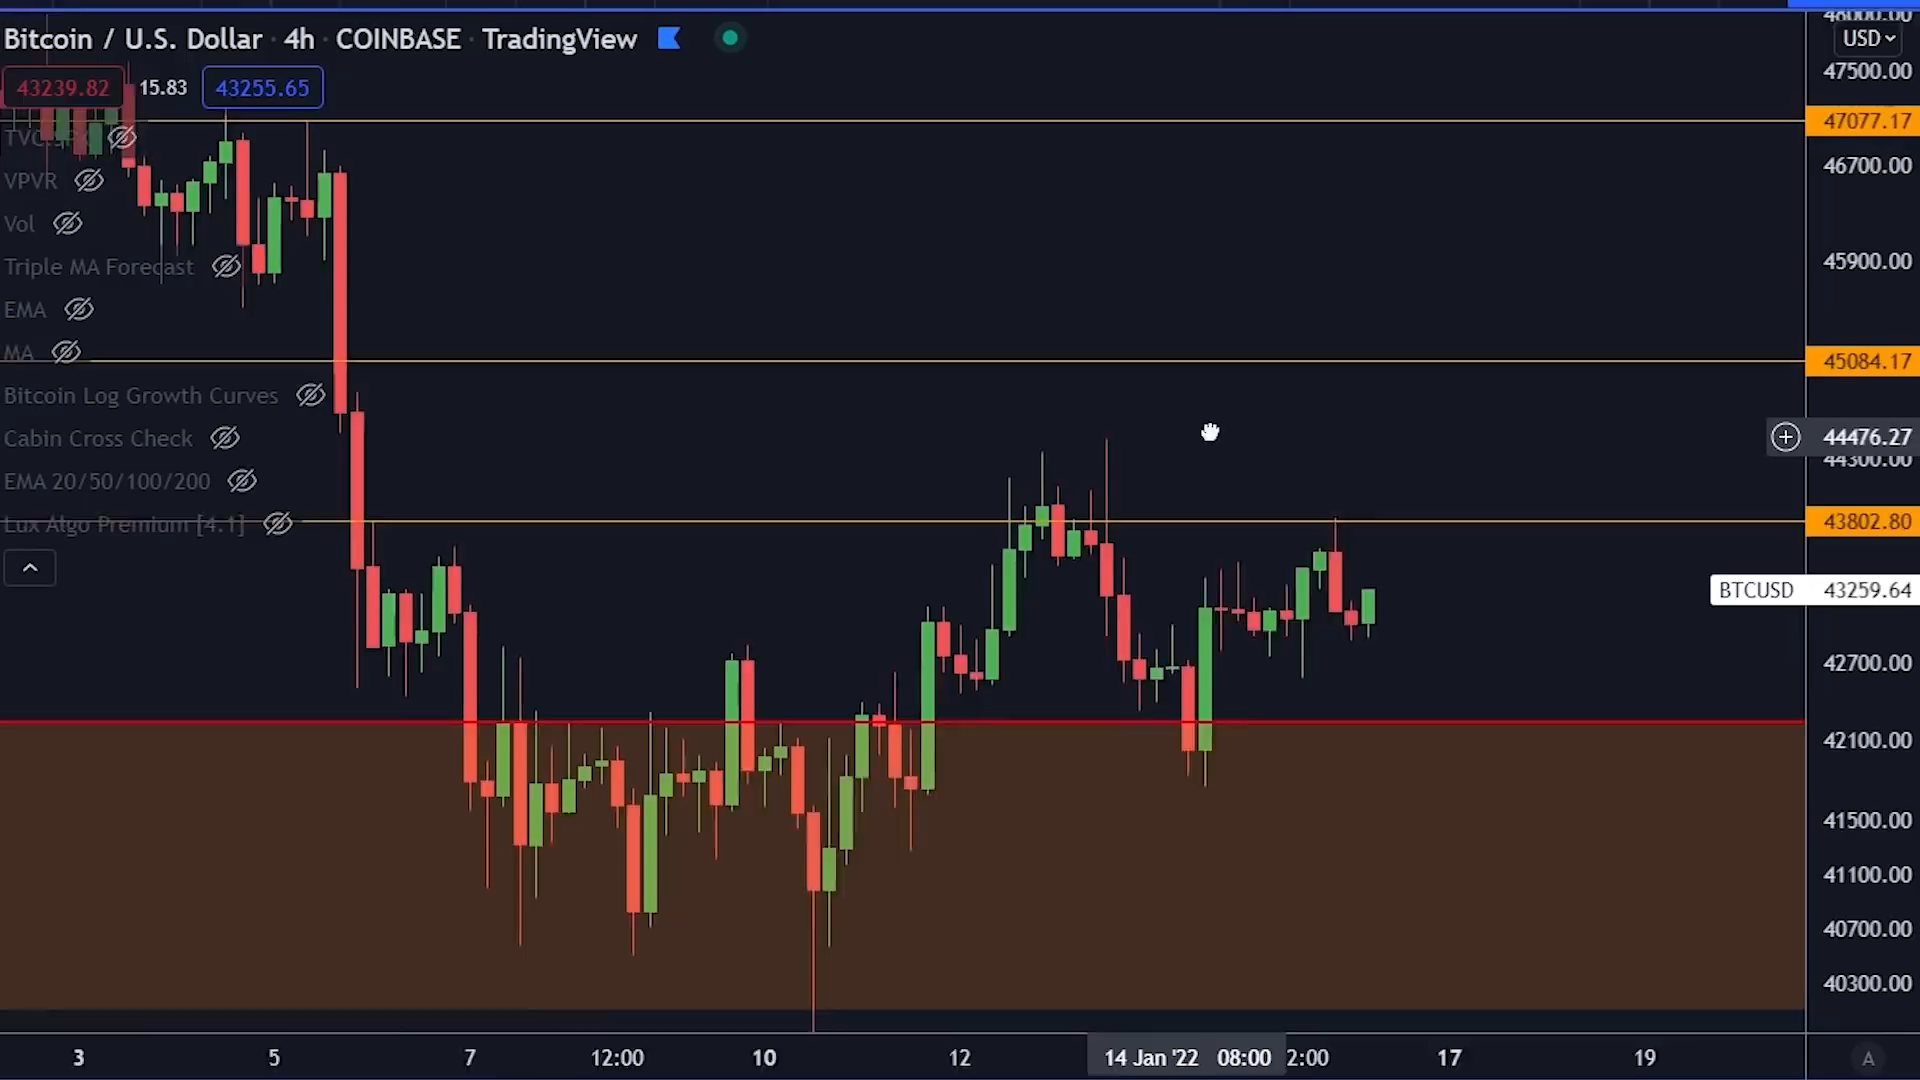 Bitcoin / U.S. Dollar · 4h · COINBASE · TradingView
43239.82 15.83 43255.65
VPVR
Vol
Triple MA Forecast
EMA
MA
Bitcoin Log Growth Curves
Cabin Cross Check
EMA 20/50/100/200
Lux Algo Premium [4.1]
48000.00
USD
47500.00
47077.17
46700.00
45900.00
45084.17
44476.27
44300.00
43802.80
BTCUSD 43259.64
42700.00
42100.00
41500.00
41100.00
40700.00
40300.00
3 5 7 12:00 10 12 14 Jan '22 08:00 2:00 17 19 A